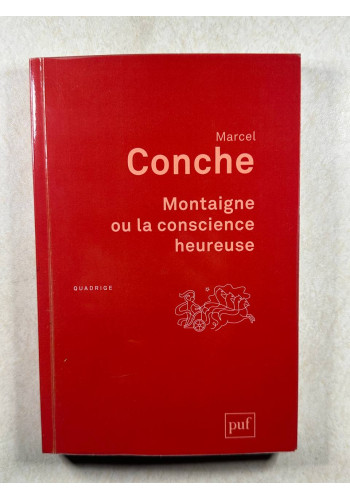 Marcel
Conche
Montaigne
ou la conscience
heureuse
QUADRIGE
puf